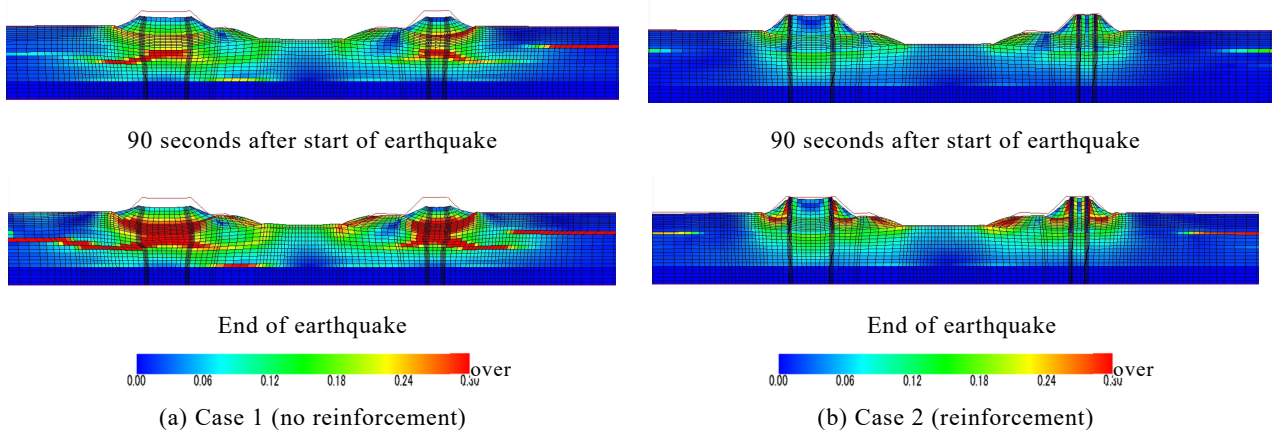 90 seconds after start of earthquake
90 seconds after start of earthquake
End of earthquake
End of earthquake
over
0.00 0.06 0.12 0.18 0.24 0.30
over
0.00 0.06 0.12 0.18 0.24 0.30
(a) Case 1 (no reinforcement)
(b) Case 2 (reinforcement)